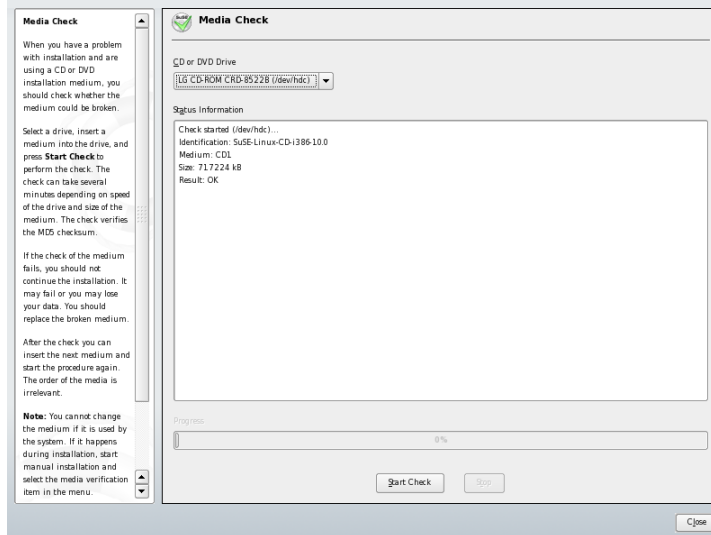 Media Check
When you have a problem
with installation and are
using a CD or DVD
installation medium, you
should check whether the
medium could be broken.
Select a drive, insert a
medium into the drive, and
press Start Check to
perform the check. The
check can take several
minutes depending on speed
of the drive and size of the
medium. The check verifies
the MD5 checksum.
If the check of the medium
fails, you should not
continue the installation. It
may fail or you may lose
your data. You should
replace the broken medium.
After the check you can
insert the next medium and
start the procedure again.
The order of the media is
irrelevant.
Note: You cannot change
the medium if it is used by
the system. If it happens
during installation, start
manual installation and
select the media verification
item in the menu.
Media Check
CD or DVD Drive
LG CD-ROM CRD-8522B (/dev/hdc)
Status Information
Check started (/dev/hdc)...
Identification: SuSE-Linux-CD-i386-10.0
Medium: CD1
Size: 717224 kB
Result: OK
Progress
0%
Start Check
Stop
Close